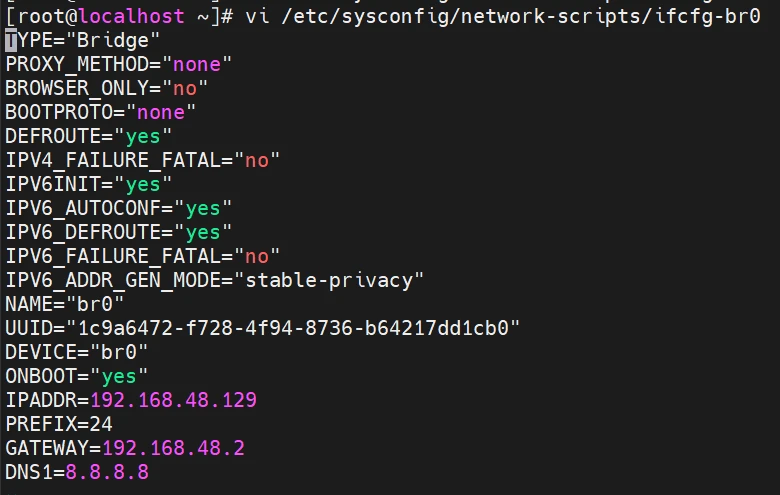 [root@localhost ~]# vi /etc/sysconfig/network-scripts/ifcfg-br0
TYPE="Bridge"
PROXY_METHOD="none"
BROWSER_ONLY="no"
BOOTPROTO="none"
DEFROUTE="yes"
IPV4_FAILURE_FATAL="no"
IPV6INIT="yes"
IPV6_AUTOCONF="yes"
IPV6_DEFROUTE="yes"
IPV6_FAILURE_FATAL="no"
IPV6_ADDR_GEN_MODE="stable-privacy"
NAME="br0"
UUID="1c9a6472-f728-4f94-8736-b64217dd1cb0"
DEVICE="br0"
ONBOOT="yes"
IPADDR=192.168.48.129
PREFIX=24
GATEWAY=192.168.48.2
DNS1=8.8.8.8